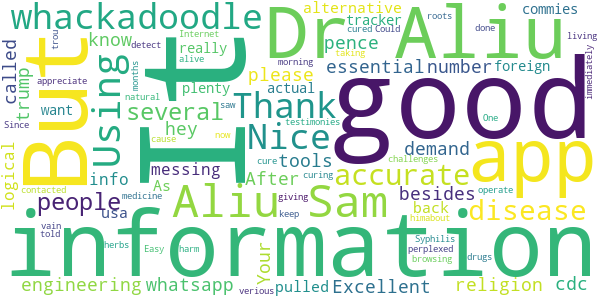 whackadoodle Dr Aliu alternative commies
tracker cured Could roots
called trump But It know Internet really pence done living
detect alive essential number foreign immediately
Using several Thank please morning plenty
months appreciate want hey natural saw actual testimonies good
Since trou Nice tools demand One
logical info messing cause now cure taking app
As After curing accurate challenges
people Aliu Sam besides operate
contacted medicine giving keep back disease
vain usa told humabout Syphilis
information
herbs Easy harm perplexed browsing drugs
engineering whatsapp Your pulled Excellent religion cdc
verious